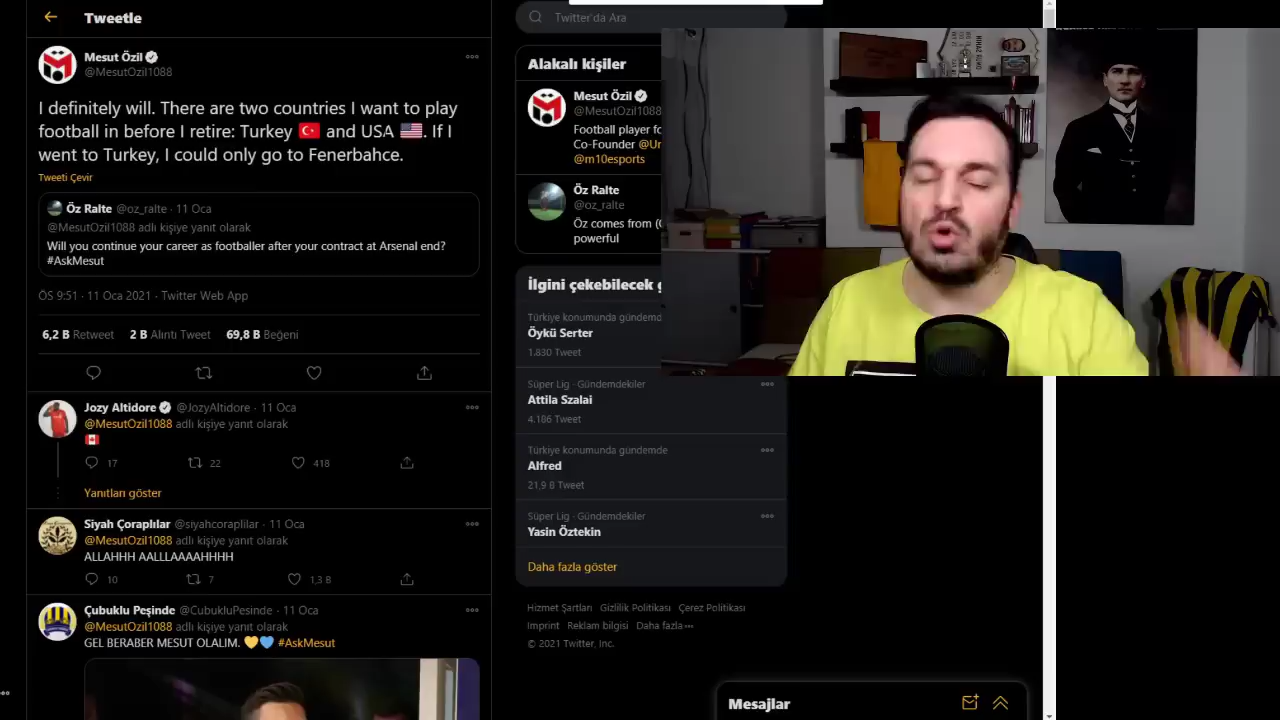 Tweetle
Mesut Özil
@MesutOzil1088
I definitely will. There are two countries I want to play
football in before I retire: Turkey 🇹🇷 and USA 🇺🇸. If I
went to Turkey, I could only go to Fenerbahce.
Tweeti Çevir
Öz Ralte @oz_ralte · 11 Oca
@MesutOzil1088 adlı kişiye yanıt olarak
Will you continue your career as footballer after your contract at Arsenal end?
#AskMesut
ÖS 9:51 · 11 Oca 2021 · Twitter Web App
6,2 B Retweet 2 B Alıntı Tweet 69,8 B Beğeni
Jozy Altidore @JozyAltidore · 11 Oca
@MesutOzil1088 adlı kişiye yanıt olarak
🇨🇦
17 22 418
Yanıtları göster
Siyah Çoraplılar @siyahcoraplilar · 11 Oca
@MesutOzil1088 adlı kişiye yanıt olarak
ALLAHHH AALLLAAAAHHHH
10 7 1,3 B
Çubuklu Peşinde @CubukluPesinde · 11 Oca
@MesutOzil1088 adlı kişiye yanıt olarak
GEL BERABER MESUT OLALIM. 💛💙 #AskMesut
Twitter'da Ara
Alakalı kişiler
Mesut Özil
@MesutOzil1088
Football player fo
Co-Founder @Ur
@m10esports
Öz Ralte
@oz_ralte
Öz comes from (
powerful
İlgini çekebilecek g
Türkiye konumunda gündemd
Öykü Serter
1.830 Tweet
Süper Lig · Gündemdekiler
Attila Szalai
4.186 Tweet
Türkiye konumunda gündemde
Alfred
21,9 B Tweet
Süper Lig · Gündemdekiler
Yasin Öztekin
Daha fazla göster
Hizmet Şartları Gizlilik Politikası Çerez Politikası
Imprint Reklam bilgisi Daha fazla
© 2021 Twitter, Inc.
Mesajlar